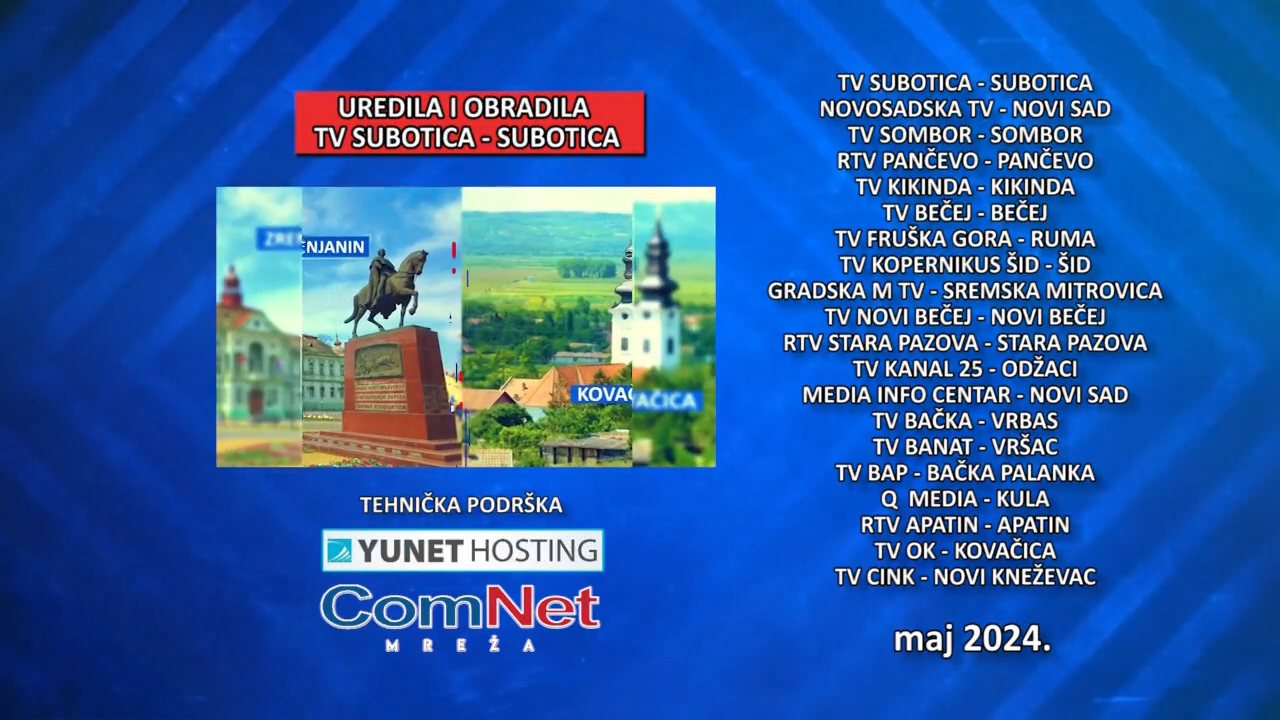 UREDILA I OBRADILA
TV SUBOTICA - SUBOTICA
ZREN
ENJANIN
KOVAČ
VAČICA
TEHNIČKA PODRŠKA
YUNET HOSTING
ComNet
MREŽA
TV SUBOTICA - SUBOTICA
NOVOSADSKA TV - NOVI SAD
TV SOMBOR - SOMBOR
RTV PANČEVO - PANČEVO
TV KIKINDA - KIKINDA
TV BEČEJ - BEČEJ
TV FRUŠKA GORA - RUMA
TV KOPERNIKUS ŠID - ŠID
GRADSKA M TV - SREMSKA MITROVICA
TV NOVI BEČEJ - NOVI BEČEJ
RTV STARA PAZOVA - STARA PAZOVA
TV KANAL 25 - ODŽACI
MEDIA INFO CENTAR - NOVI SAD
TV BAČKA - VRBAS
TV BANAT - VRŠAC
TV BAP - BAČKA PALANKA
Q  MEDIA - KULA
RTV APATIN - APATIN
TV OK - KOVAČICA
TV CINK - NOVI KNEŽEVAC
maj 2024.